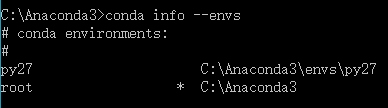 C:\Anaconda3>conda info --envs
# conda environments:
#
py27                     C:\Anaconda3\envs\py27
root                  *  C:\Anaconda3